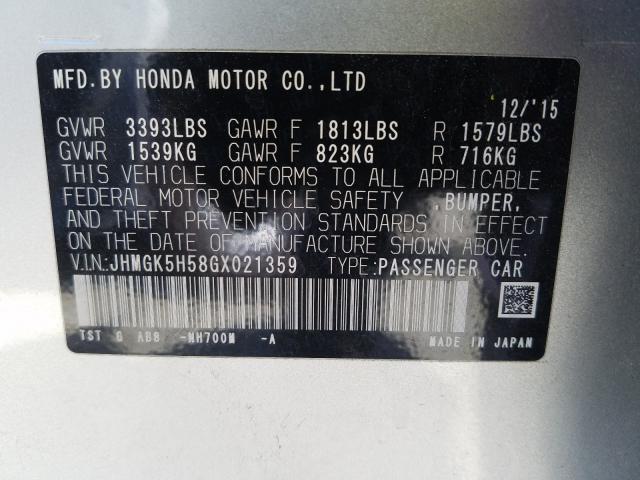 MFD.BY HONDA MOTOR CO.,LTD
12/'15
GVWR 3393LBS GAWR F 1813LBS R 1579LBS
GVWR 1539KG GAWR F 823KG R 716KG
THIS VEHICLE CONFORMS TO ALL APPLICABLE
FEDERAL MOTOR VEHICLE SAFETY ,BUMPER,
AND THEFT PREVENTION STANDARDS IN EFFECT
ON THE DATE OF MANUFACTURE SHOWN ABOVE.
V.I.N.:JHMGK5H58GX021359 TYPE:PASSENGER CAR
TST -NH700M -A MADE IN JAPAN